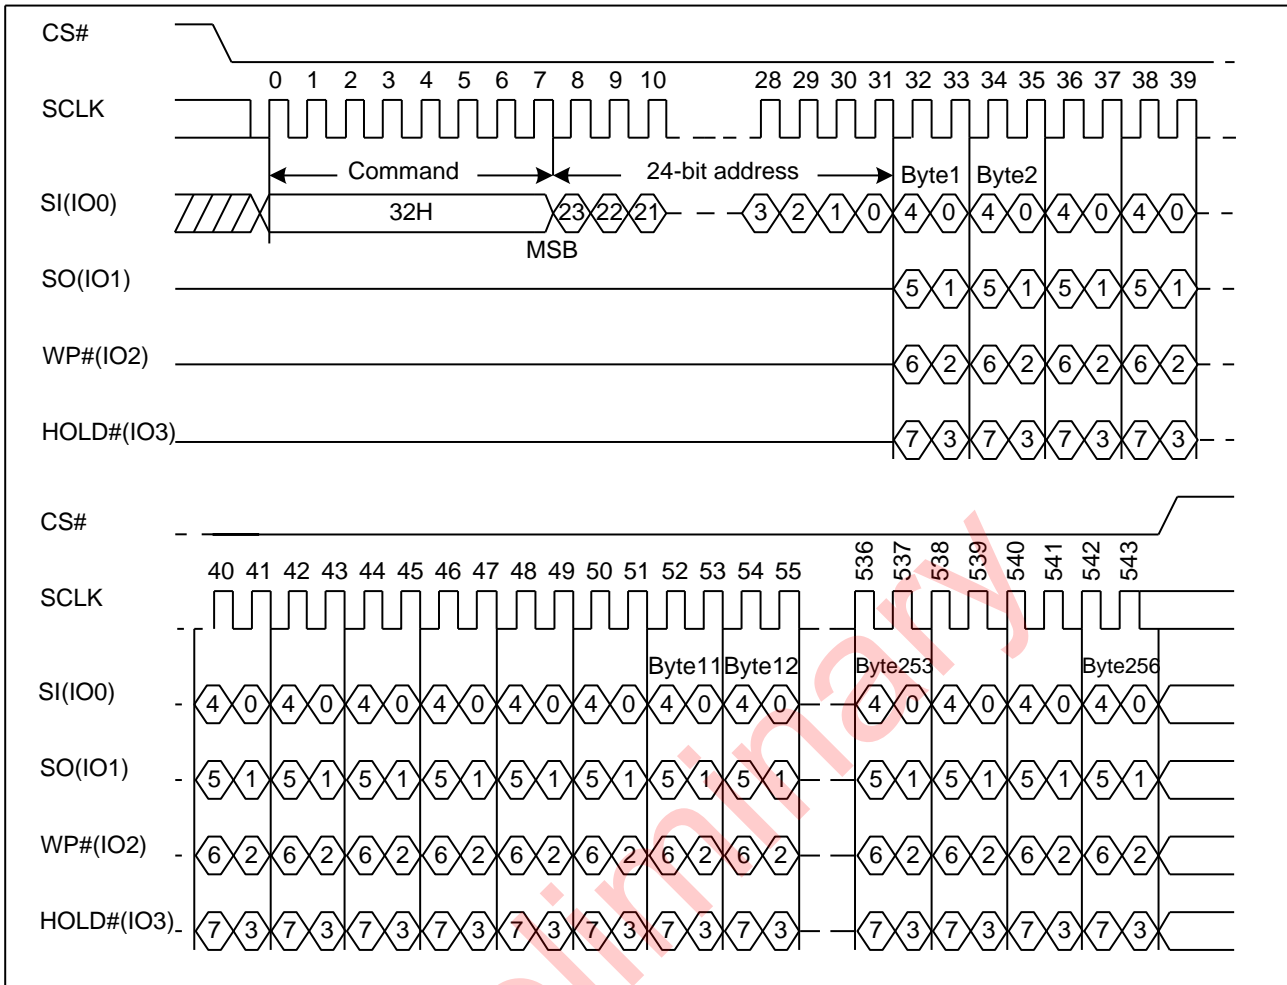 CS#
0 1 2 3 4 5 6 7 8 9 10 28 29 30 31 32 33 34 35 36 37 38 39
SCLK
Command 24-bit address Byte1 Byte2
SI(IO0) 32H 23 22 21 3 2 1 0 4 0 4 0 4 0 4 0
MSB
SO(IO1) 5 1 5 1 5 1 5 1
WP#(IO2) 6 2 6 2 6 2 6 2
HOLD#(IO3) 7 3 7 3 7 3 7 3
CS#
40 41 42 43 44 45 46 47 48 49 50 51 52 53 54 55 536 537 538 539 540 541 542 543
SCLK
Byte11 Byte12 Byte253 Byte256
SI(IO0) 4 0 4 0 4 0 4 0 4 0 4 0 4 0 4 0 4 0 4 0 4 0 4 0
SO(IO1) 5 1 5 1 5 1 5 1 5 1 5 1 5 1 5 1 5 1 5 1 5 1 5 1
WP#(IO2) 6 2 6 2 6 2 6 2 6 2 6 2 6 2 6 2 6 2 6 2 6 2 6 2
HOLD#(IO3) 7 3 7 3 7 3 7 3 7 3 7 3 7 3 7 3 7 3 7 3 7 3 7 3
eliminary